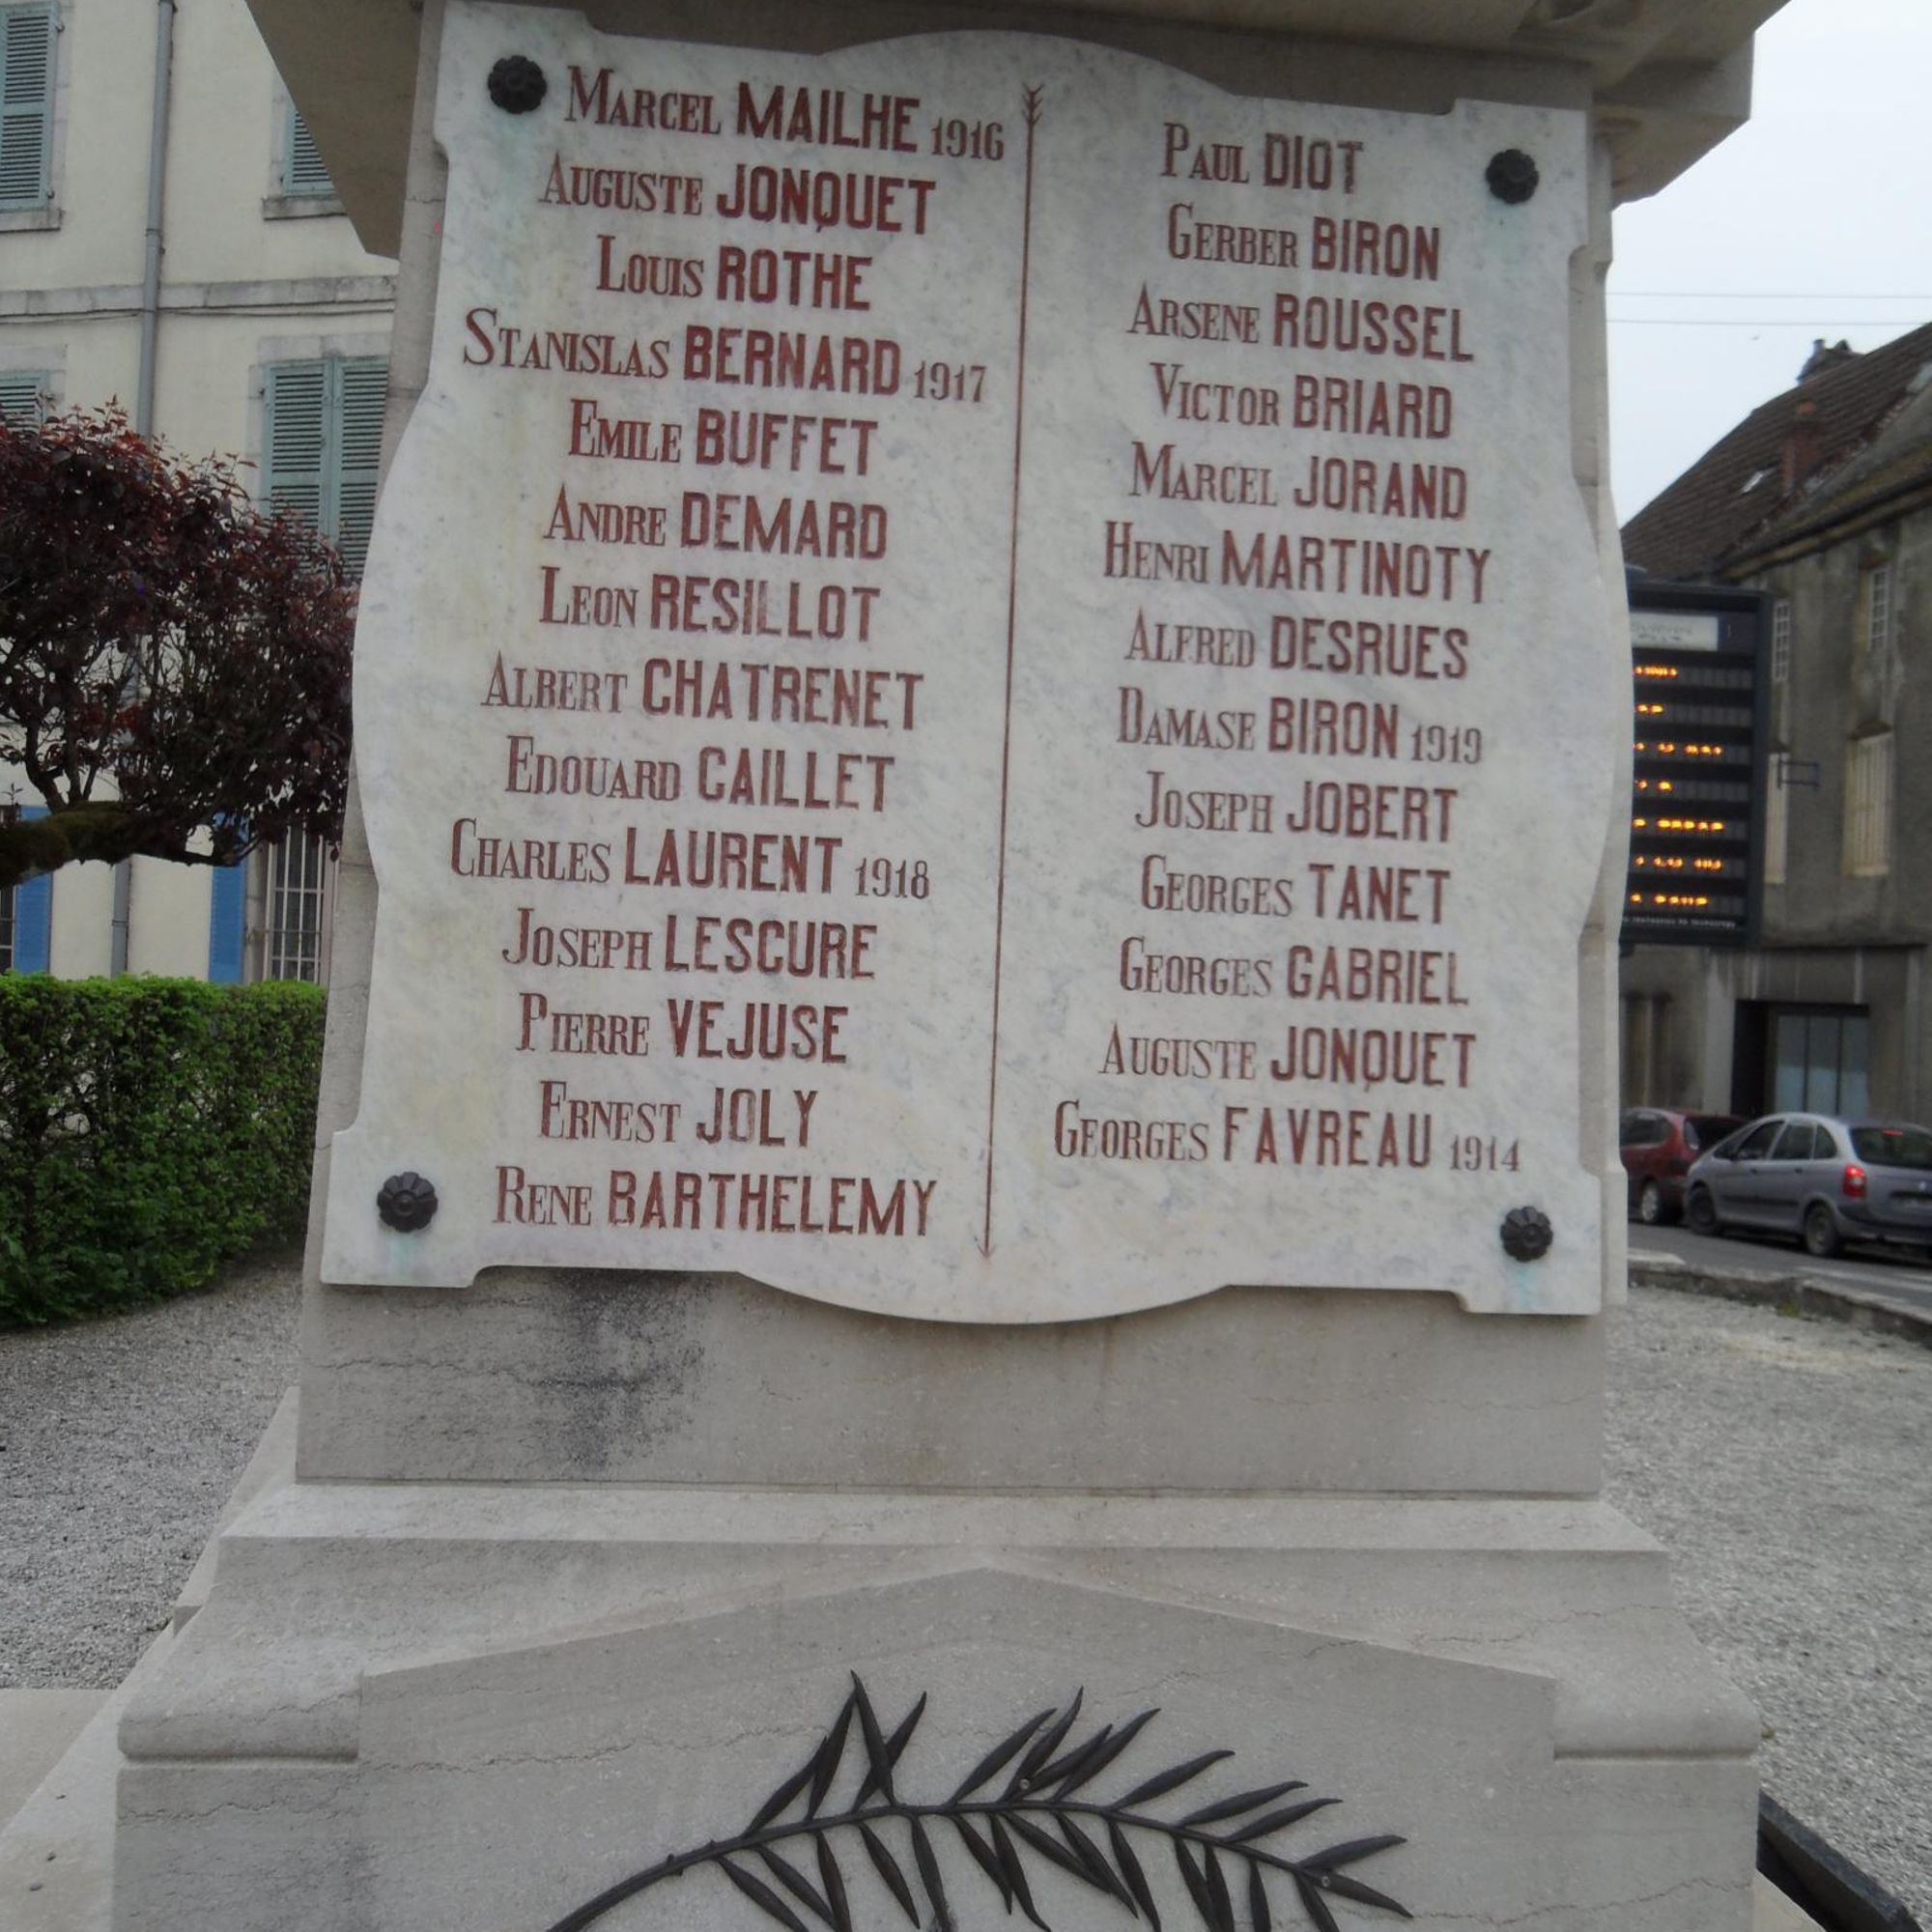 MARCEL MAILHE 1916
AUGUSTE JONQUET
LOUIS ROTHE
STANISLAS BERNARD 1917
EMILE BUFFET
ANDRE DEMARD
LEON RESILLOT
ALBERT CHATRENET
EDOUARD CAILLET
CHARLES LAURENT 1918
JOSEPH LESCURE
PIERRE VEJUSE
ERNEST JOLY
RENE BARTHELEMY
PAUL DIOT
GERBER BIRON
ARSENE ROUSSEL
VICTOR BRIARD
MARCEL JORAND
HENRI MARTINOTY
ALFRED DESRUES
DAMASE BIRON 1919
JOSEPH JOBERT
GEORGES TANET
GEORGES GABRIEL
AUGUSTE JONQUET
GEORGES FAVREAU 1914